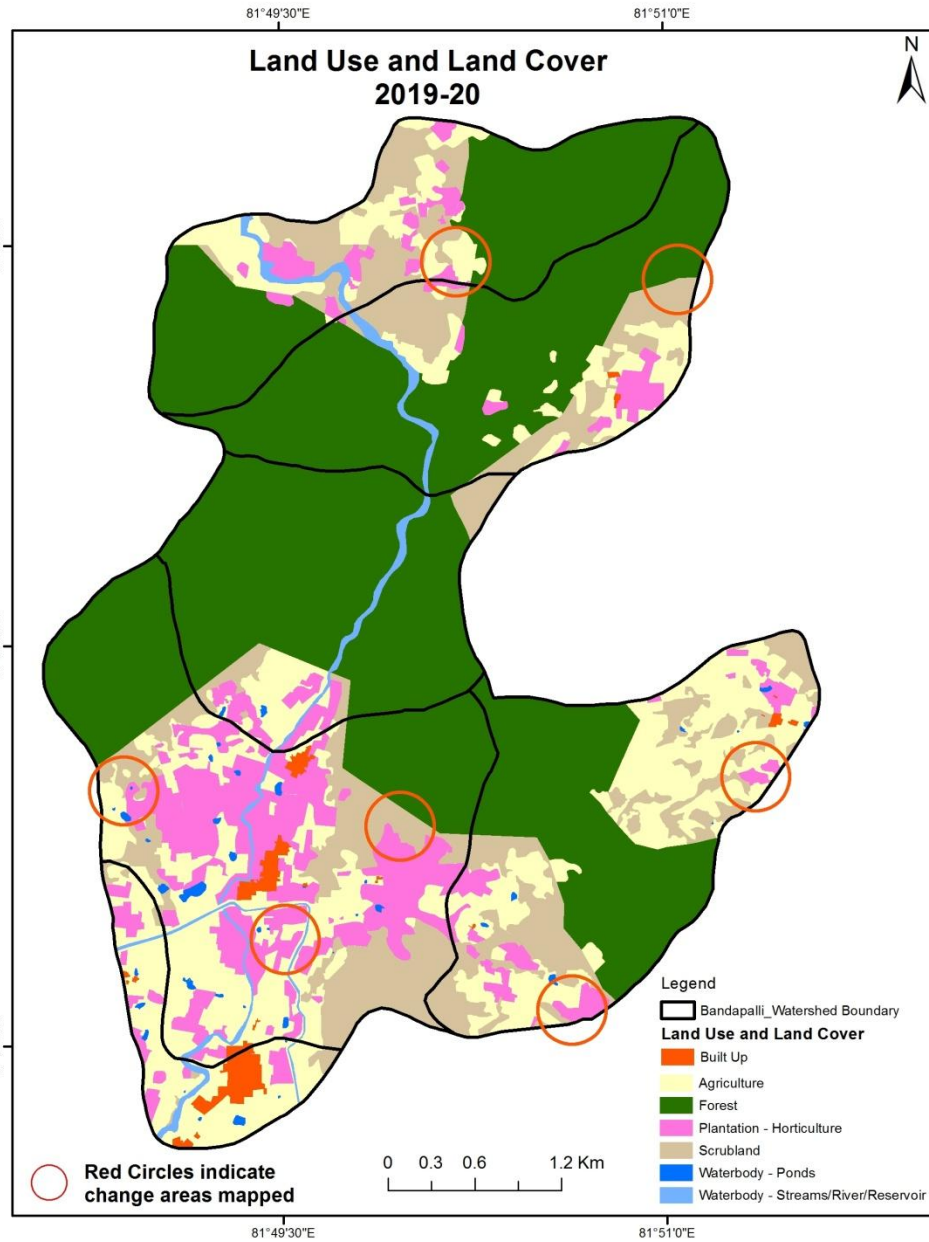 81°49'30"E
81°51'0"E
Land Use and Land Cover
2019-20
N
Legend
Bandapalli_Watershed Boundary
Land Use and Land Cover
Built Up
Agriculture
Forest
Plantation - Horticulture
Scrubland
Waterbody - Ponds
Waterbody - Streams/River/Reservoir
Red Circles indicate
change areas mapped
0 0.3 0.6 1.2 Km
81°49'30"E
81°51'0"E